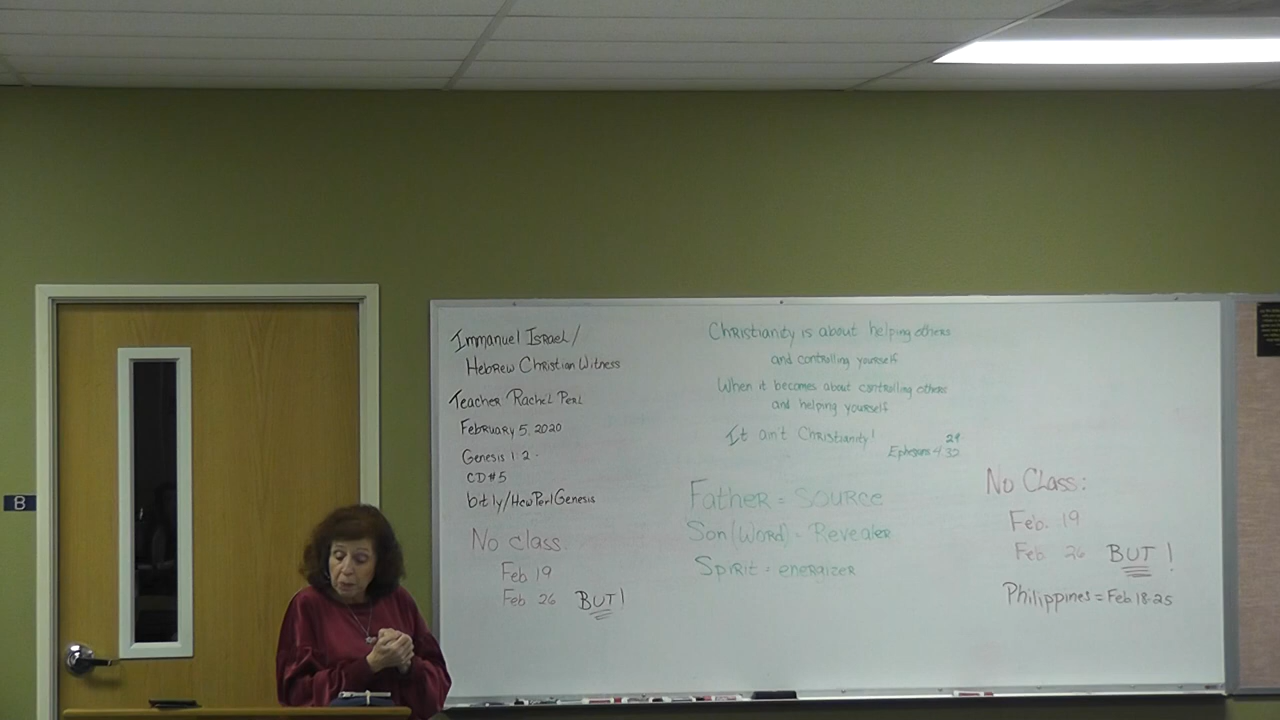 B
Immanuel Israel/
Hebrew Christian Witness
Teacher Rachel Perl
February 5, 2020
Genesis 1:2 -
CD#5
bit.ly/HcwPerlGenesis
No class
Feb 19
Feb 26 BUT!
Christianity is about helping others
and controlling yourself
When it becomes about controlling others
and helping yourself
It ain't Christianity!
Ephesians 4 29
32
Father = SOURCE
Son (Word) = Revealer
Spirit = energizer
No Class:
Feb. 19
Feb 26 BUT!
Philippines = Feb 18-25